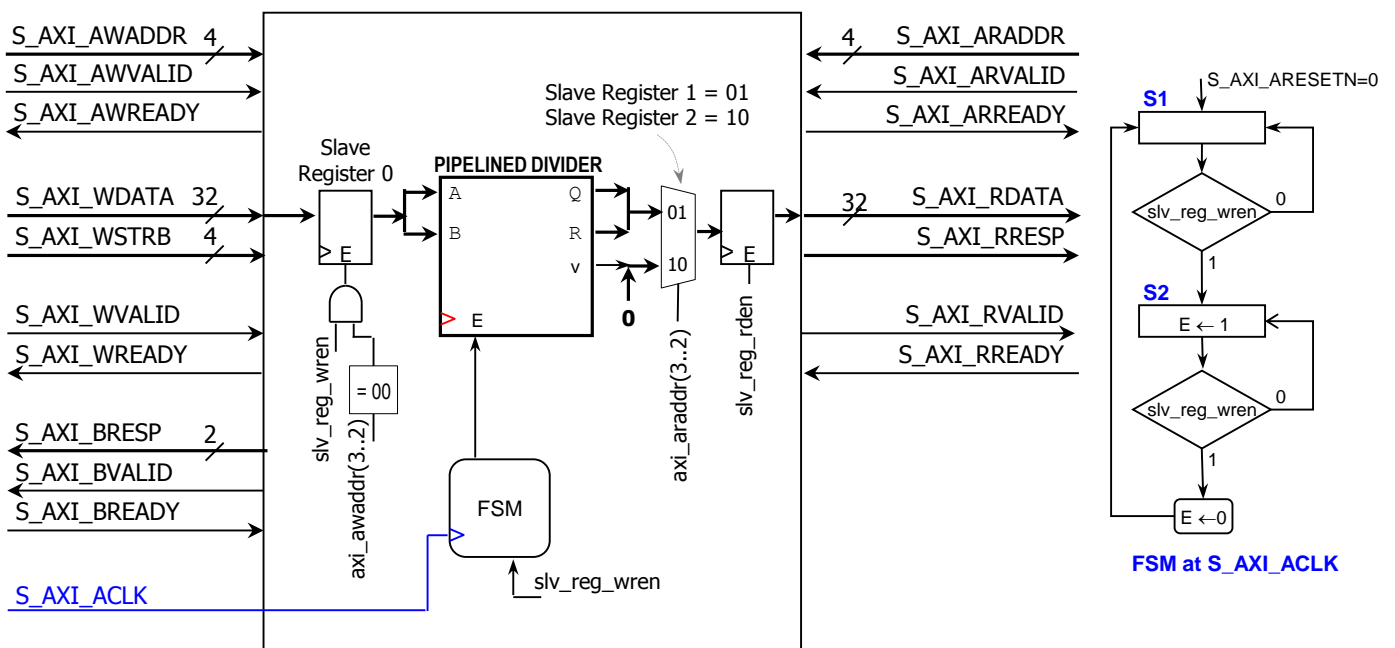 S_AXI_AWADDR 4
S_AXI_AWVALID
S_AXI_AWREADY
S_AXI_WDATA 32
S_AXI_WSTRB 4
S_AXI_WVALID
S_AXI_WREADY
S_AXI_BRESP 2
S_AXI_BVALID
S_AXI_BREADY
S_AXI_ACLK
Slave
Register 0
E
slv_reg_wren
= 00
axi_awaddr(3..2)
PIPELINED DIVIDER
A
B
Q
R
v
E
0
FSM
slv_reg_wren
Slave Register 1 = 01
Slave Register 2 = 10
01
10
axi_araddr(3..2)
E
slv_reg_rden
4 S_AXI_ARADDR
S_AXI_ARVALID
S_AXI_ARREADY
32 S_AXI_RDATA
S_AXI_RRESP
S_AXI_RVALID
S_AXI_RREADY
S_AXI_ARESETN=0
S1
slv_reg_wren 0
1
S2
E ← 1
slv_reg_wren 0
1
E ←0
FSM at S_AXI_ACLK